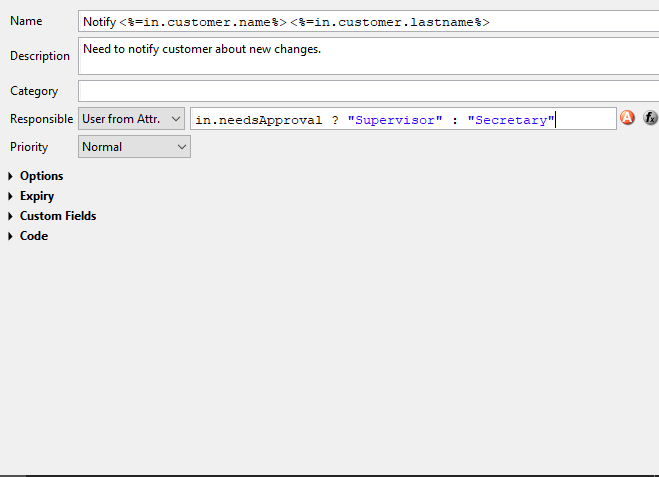 Name Notify <%=in.customer.name%> <%=in.customer.lastname%>
Description Need to notify customer about new changes.
Category
Responsible User from Attr. in.needsApproval ? "Supervisor" : "Secretary" A fx
Priority Normal
Options
Expiry
Custom Fields
Code